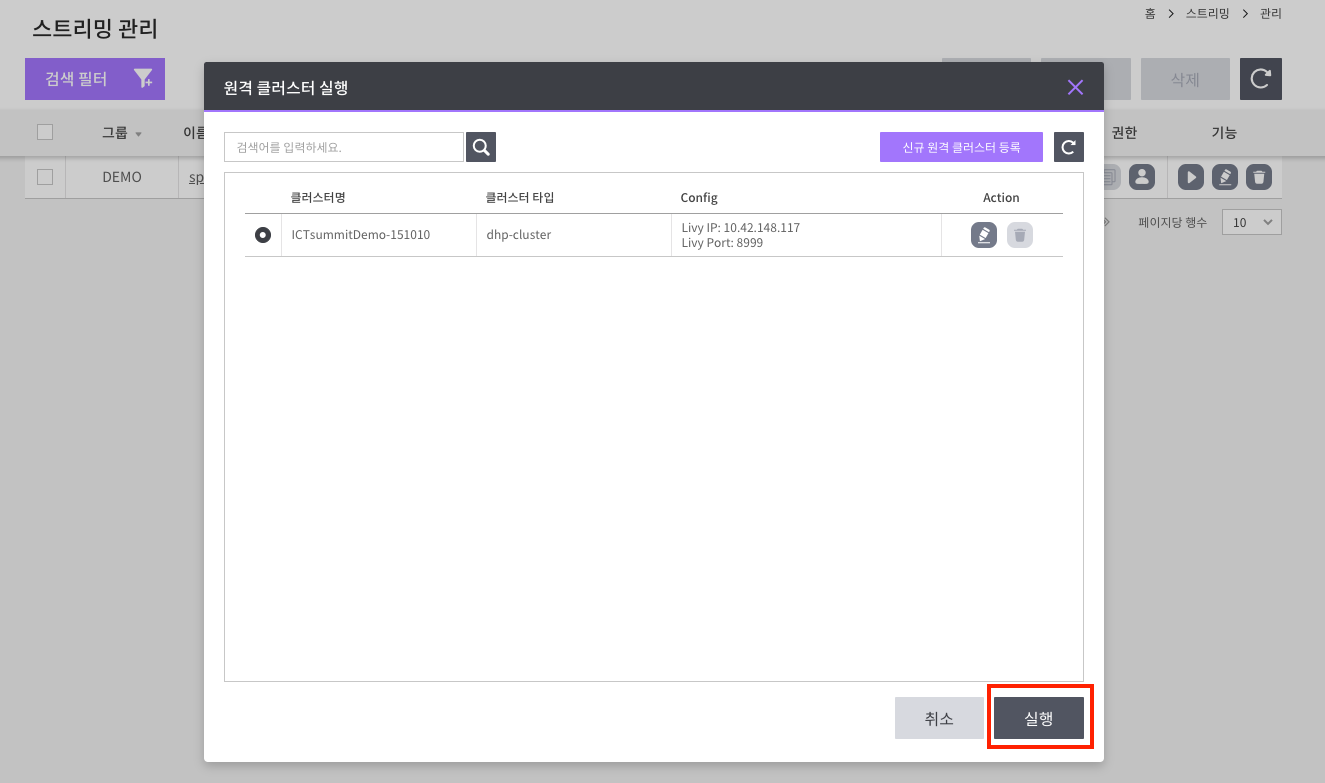 스트리밍 관리
홈 > 스트리밍 > 관리
검색 필터
삭제
그룹
권한
기능
DEMO
페이지당 행수
10
원격 클러스터 실행
검색어를 입력하세요.
신규 원격 클러스터 등록
클러스터명 클러스터 타입 Config Action
ICTsummitDemo-151010 dhp-cluster Livy IP: 10.42.148.117
Livy Port: 8999
취소
실행